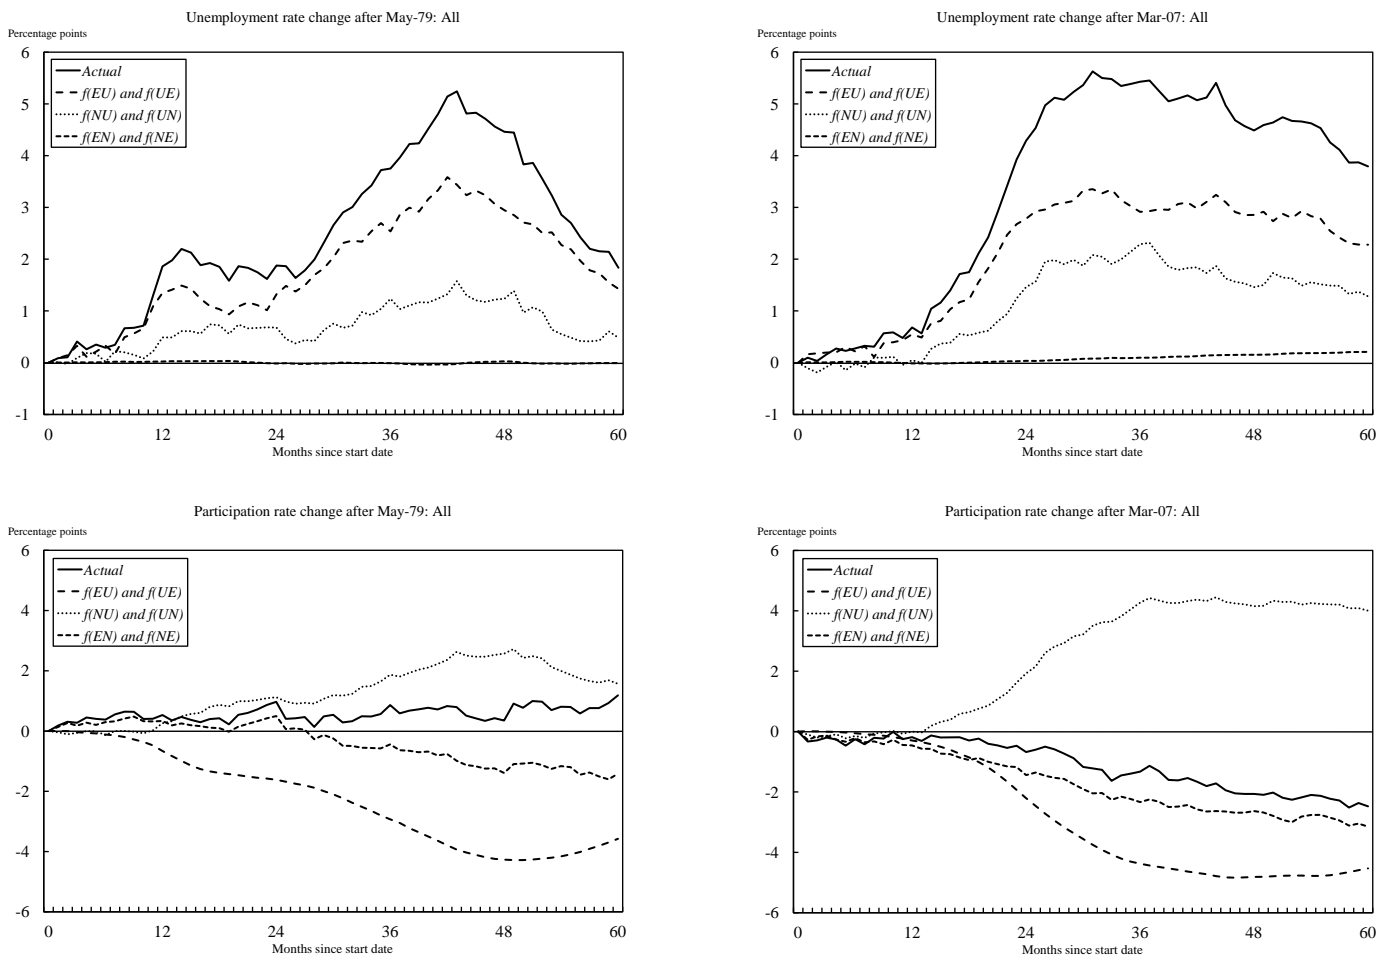 Unemployment rate change after May-79: All
Percentage points
6
5
4
3
2
1
0
-1
Actual
f(EU) and f(UE)
f(NU) and f(UN)
f(EN) and f(NE)
0 12 24 36 48 60
Months since start date
Unemployment rate change after Mar-07: All
Percentage points
6
5
4
3
2
1
0
-1
Actual
f(EU) and f(UE)
f(NU) and f(UN)
f(EN) and f(NE)
0 12 24 36 48 60
Months since start date
Participation rate change after May-79: All
Percentage points
6
4
2
0
-2
-4
-6
Actual
f(EU) and f(UE)
f(NU) and f(UN)
f(EN) and f(NE)
0 12 24 36 48 60
Months since start date
Participation rate change after Mar-07: All
Percentage points
6
4
2
0
-2
-4
-6
Actual
f(EU) and f(UE)
f(NU) and f(UN)
f(EN) and f(NE)
0 12 24 36 48 60
Months since start date